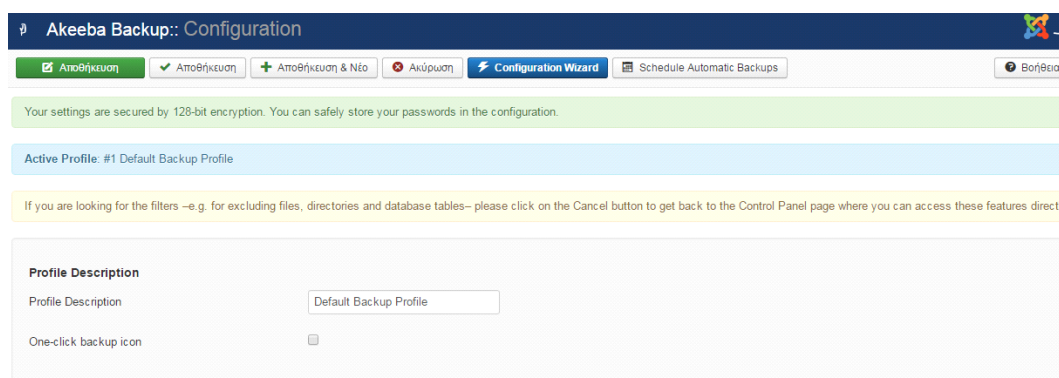 Akeeba Backup:: Configuration
Αποθήκευση Αποθήκευση Αποθήκευση & Νέο Ακύρωση Configuration Wizard Schedule Automatic Backups Βοήθεια
Your settings are secured by 128-bit encryption. You can safely store your passwords in the configuration.
Active Profile: #1 Default Backup Profile
If you are looking for the filters –e.g. for excluding files, directories and database tables– please click on the Cancel button to get back to the Control Panel page where you can access these features direct
Profile Description
Profile Description Default Backup Profile
One-click backup icon